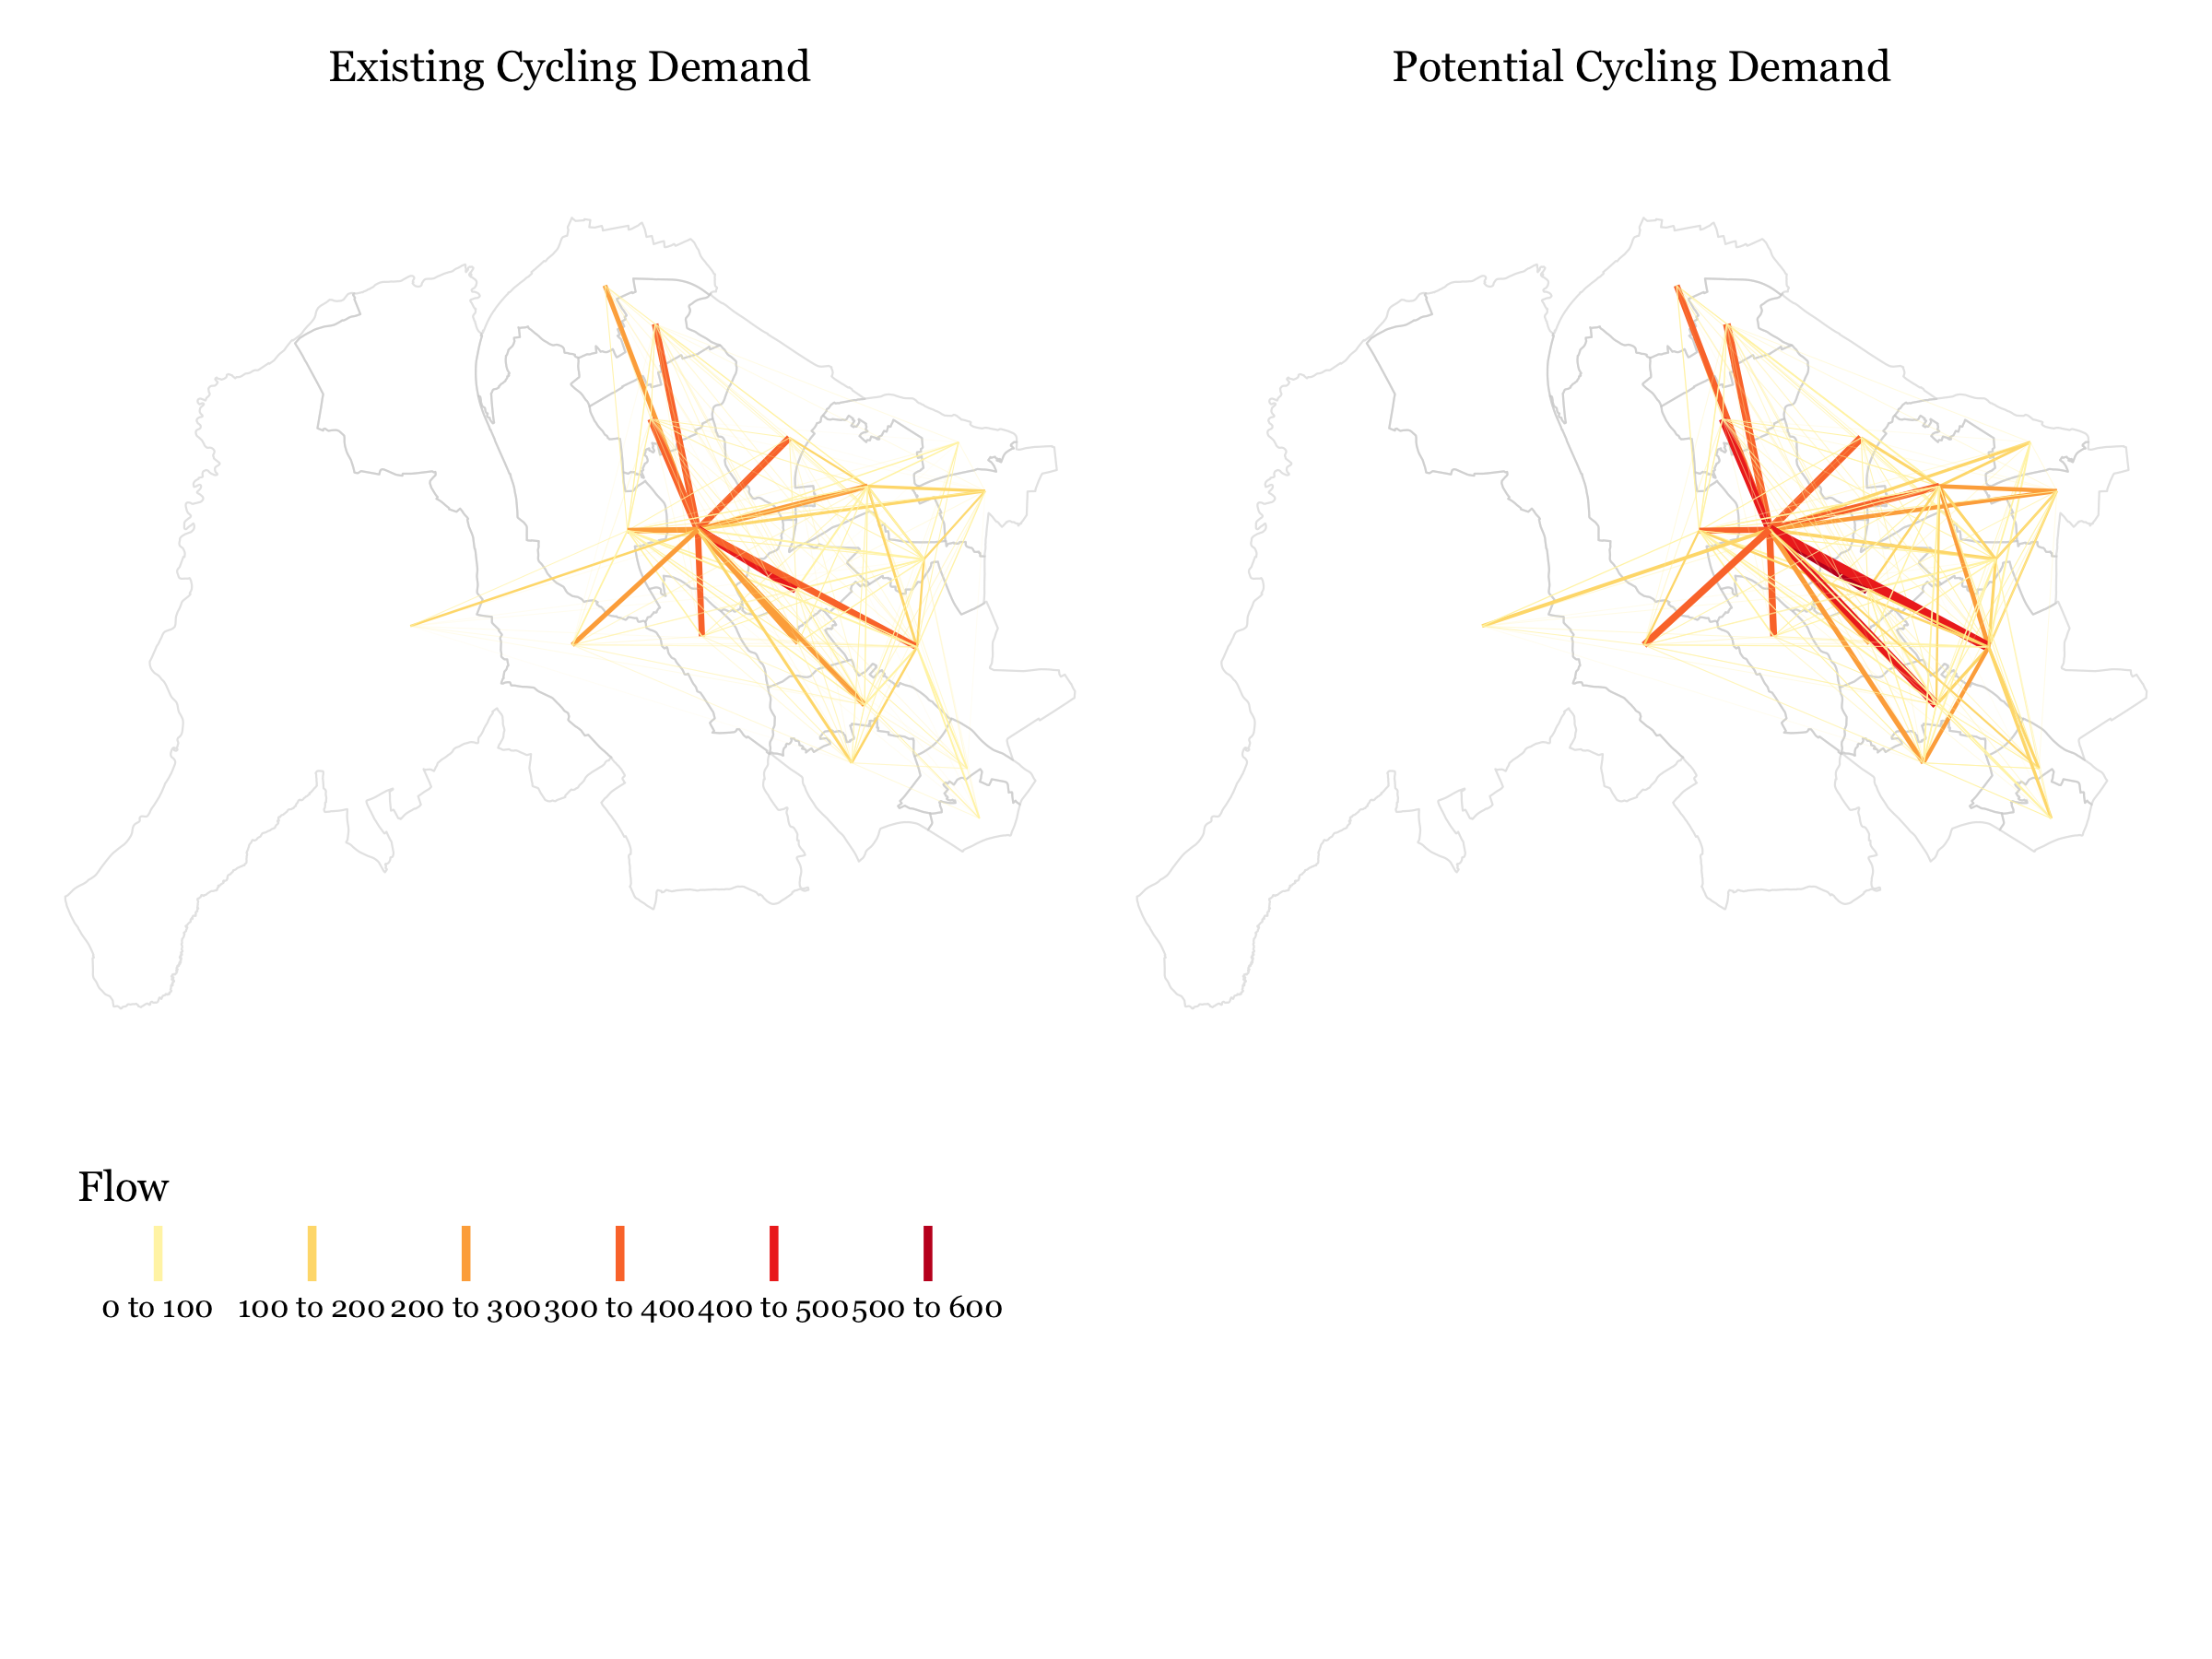 Existing Cycling Demand
Potential Cycling Demand
Flow
0 to 100
100 to 200
200 to 300
300 to 400
400 to 500
500 to 600